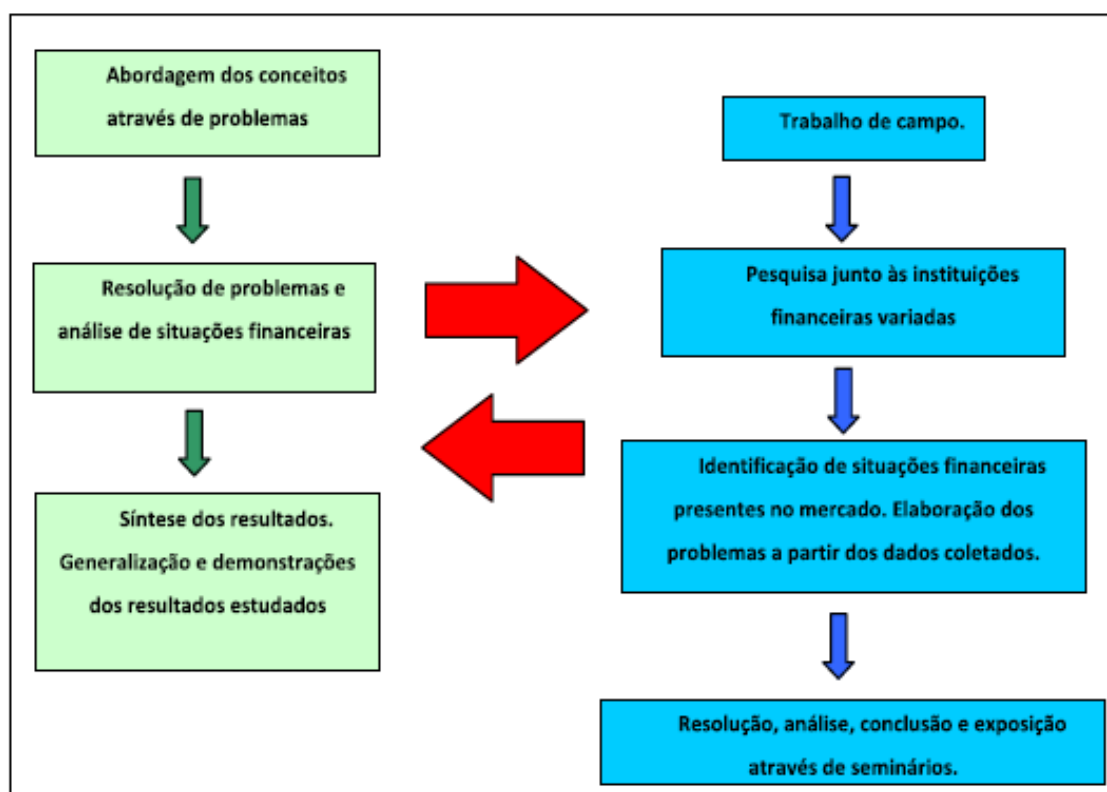 Abordagem dos conceitos
através de problemas
Resolução de problemas e
análise de situações financeiras
Síntese dos resultados.
Generalização e demonstrações
dos resultados estudados
Trabalho de campo.
Pesquisa junto às instituições
financeiras variadas
Identificação de situações financeiras
presentes no mercado. Elaboração dos
problemas a partir dos dados coletados.
Resolução, análise, conclusão e exposição
através de seminários.